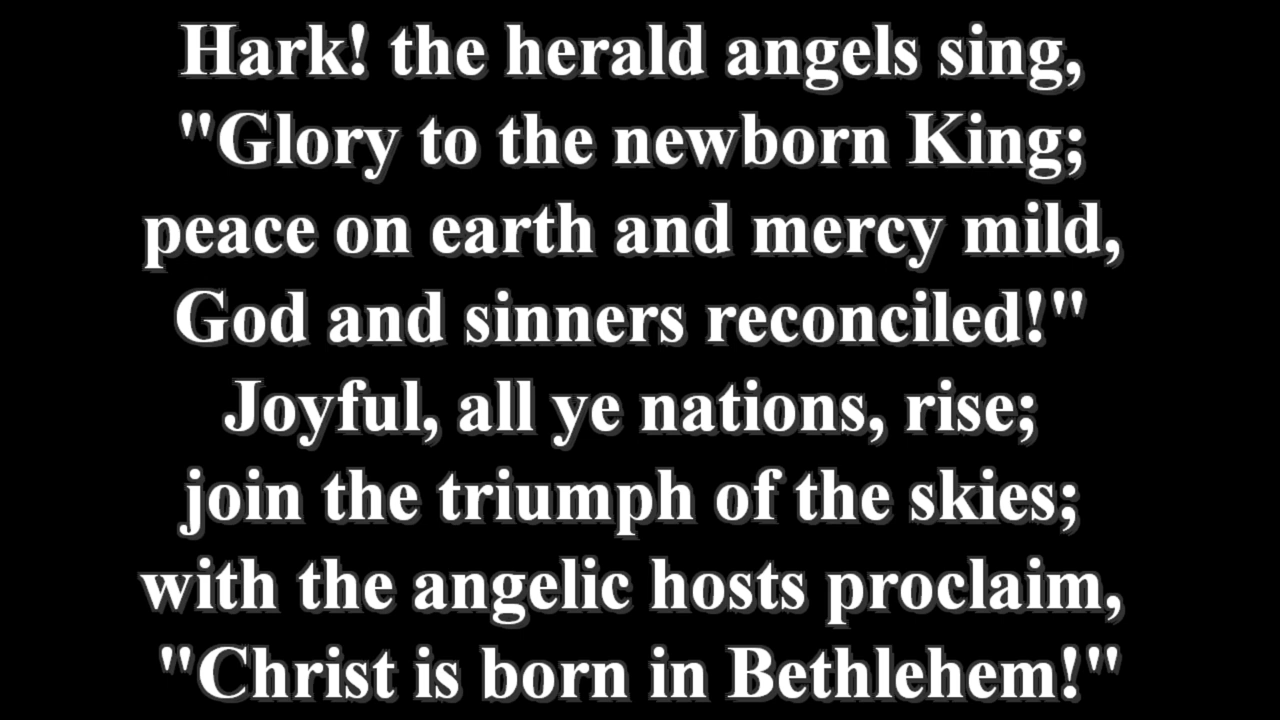 Hark! the herald angels sing,
"Glory to the newborn King;
peace on earth and mercy mild,
God and sinners reconciled!"
Joyful, all ye nations, rise;
join the triumph of the skies;
with the angelic hosts proclaim,
"Christ is born in Bethlehem!"